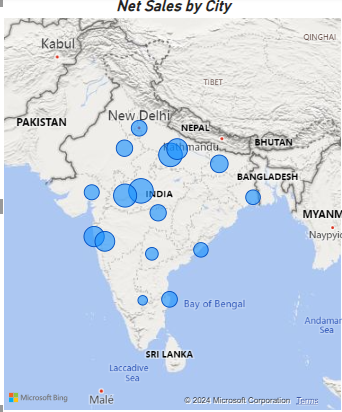 Net Sales by City
Kabul
QINGHAI
TIBET
New Delhi
PAKISTAN
NEPAL
Kathmandu
BHUTAN
BANGLADESH
INDIA
MYANM
Naypyic
Bay of Bengal
Andaman
Sea
SRI LANKA
Laccadive
Sea
Male
Microsoft Bing
© 2024 Microsoft Corporation Terms